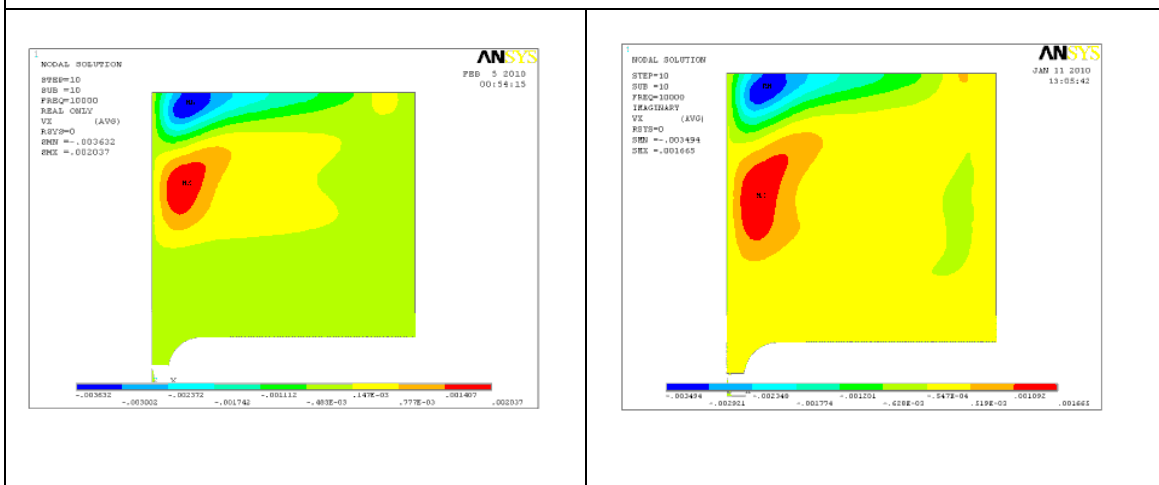 1
ANSYS
NODAL SOLUTION
FEB 5 2010
00:54:15
STEP=10
SUB =10
FREQ=10000
REAL ONLY
VX (AVG)
RSYS=0
SMN =-.003632
SMX =.002037
MX
X
-.003632 -.002372 -.001112 .147E-03 .001407
-.003002 -.001742 -.483E-03 .777E-03 .002037
1
ANSYS
NODAL SOLUTION
JAN 11 2010
13:05:42
STEP=10
SUB =10
FREQ=10000
IMAGINARY
VX (AVG)
RSYS=0
SMN =-.003494
SMX =.001665
MX
-.003494 -.002348 -.001201 -.547E-04 .001092
-.002921 -.001774 -.628E-03 .519E-03 .001665